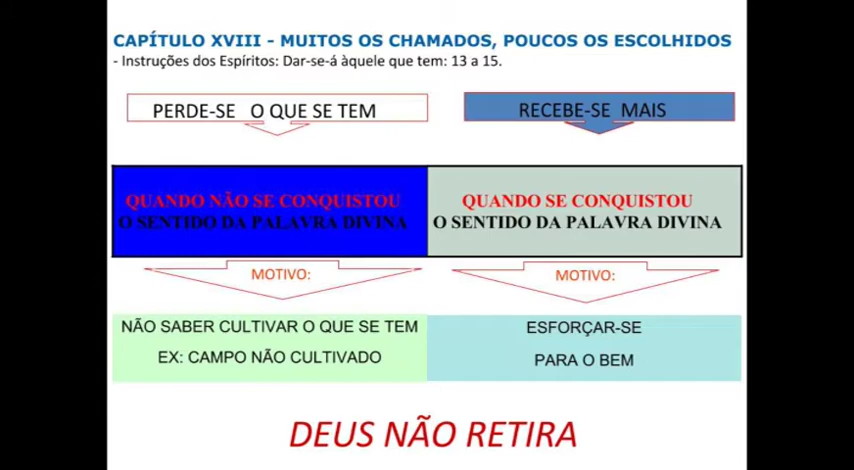 CAPÍTULO XVIII - MUITOS OS CHAMADOS, POUCOS OS ESCOLHIDOS
- Instruções dos Espíritos: Dar-se-á àquele que tem: 13 a 15.
PERDE-SE O QUE SE TEM
RECEBE-SE MAIS
QUANDO NÃO SE CONQUISTOU
O SENTIDO DA PALAVRA DIVINA
QUANDO SE CONQUISTOU
O SENTIDO DA PALAVRA DIVINA
MOTIVO:
MOTIVO:
NÃO SABER CULTIVAR O QUE SE TEM
EX: CAMPO NÃO CULTIVADO
ESFORÇAR-SE
PARA O BEM
DEUS NÃO RETIRA